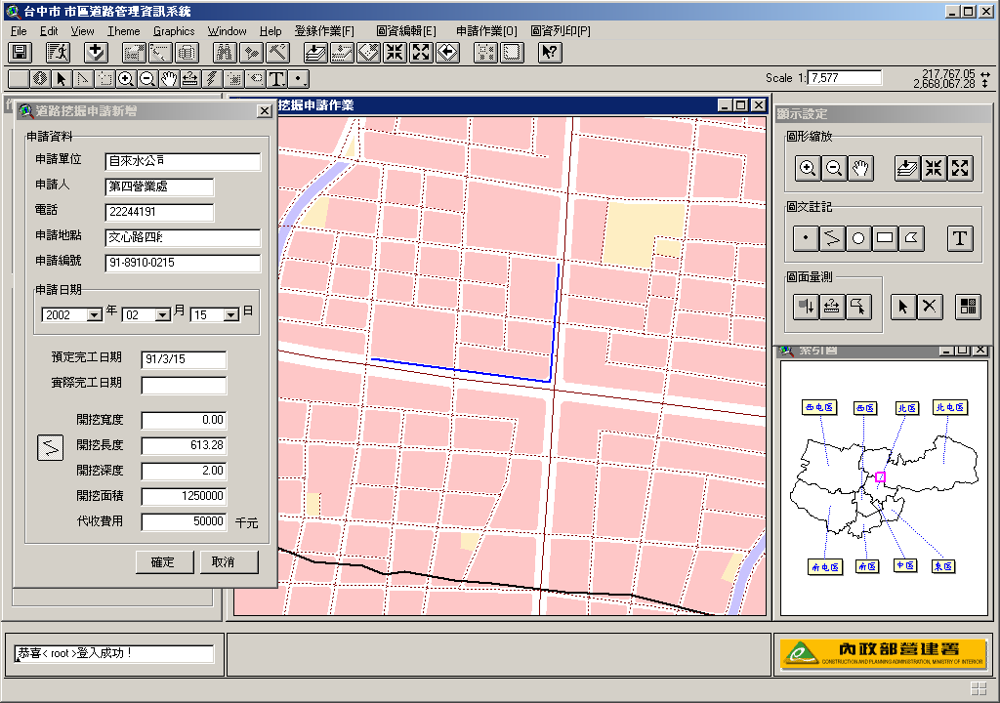 台中市 市區道路管理資訊系統
File Edit View Theme Graphics Window Help 登錄作業[F] 圖資編輯[E] 申請作業[O] 圖資列印[P]
Scale 1: 7,577
217,767.05
2,668,067.28
道路挖掘申請新增
申請資料
申請單位 自來水公司
申請人 第四營業處
電話 22244191
申請地點 文心路四
申請編號 91-8910-0215
申請日期
2002 年 02 月 15 日
預定完工日期 91/3/15
實際完工日期
開挖寬度 0.00
開挖長度 613.28
開挖深度 2.00
開挖面積 1250000
代收費用 50000 千元
確定 取消
挖掘申請作業
顯示設定
圖形縮放
圖文註記
T
圖面量測
索引圖
西屯區 西區 北區 北屯區
南屯區 南區 中區 東區
恭喜< root >登入成功！
內政部營建署
CONSTRUCTION AND PLANNING ADMINISTRATION, MINISTRY OF INTERIOR